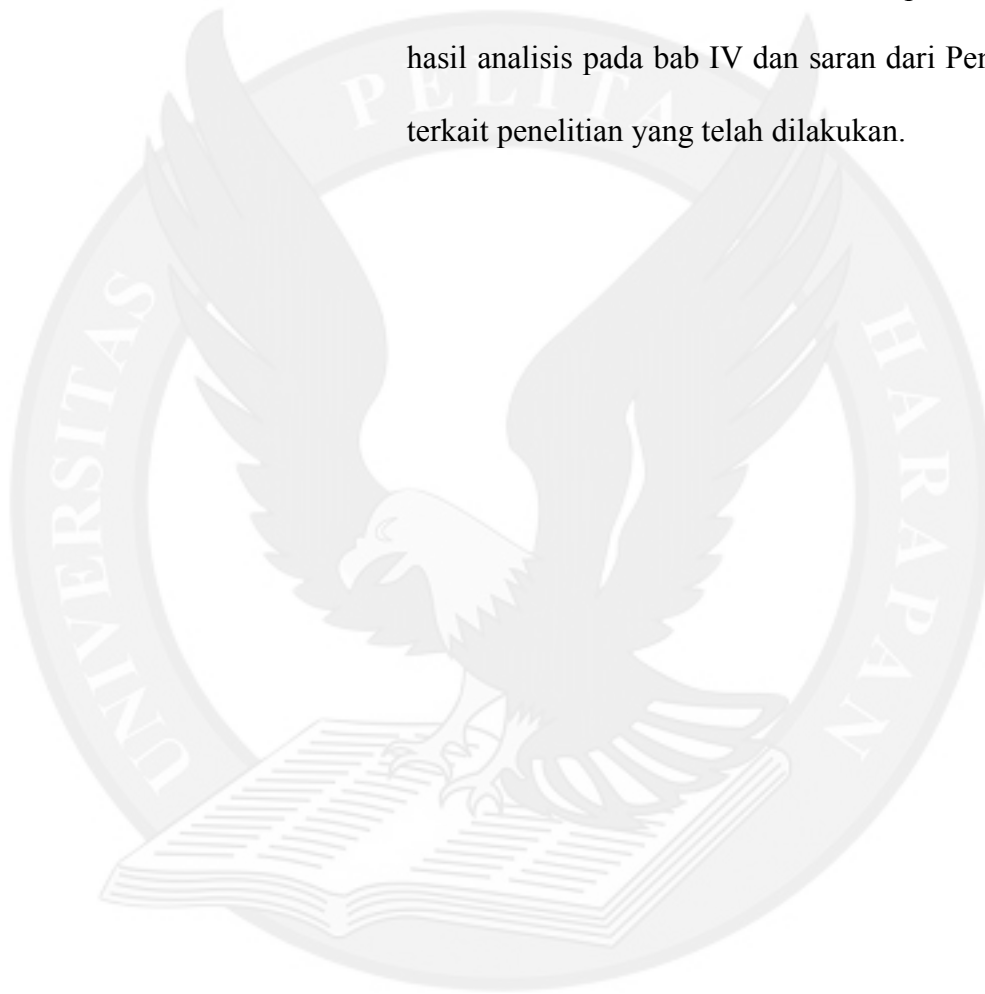 hasil analisis pada bab IV dan saran dari
terkait penelitian yang telah dilakukan.
UNIVERSITAS PELITA HARAPAN